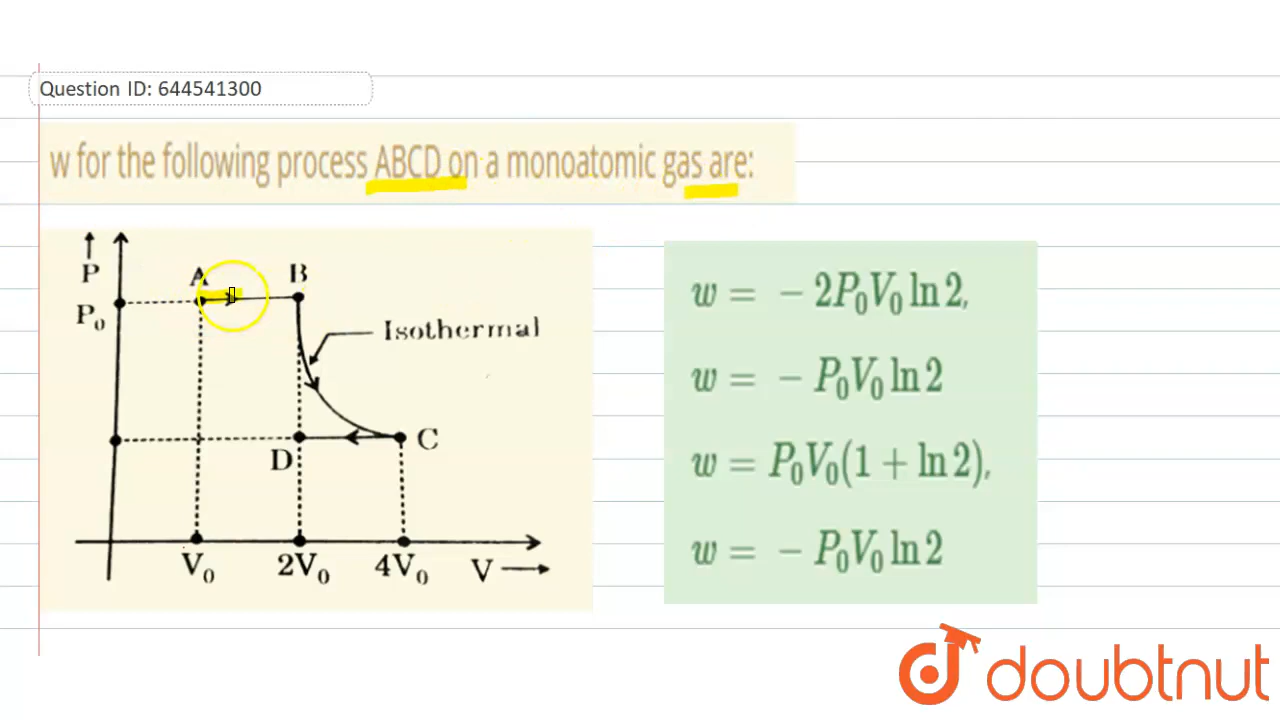 Question ID: 644541300
w for the following process ABCD on a monoatomic gas are:
P
A
B
P₀
Isothermal
C
D
V₀ 2V₀ 4V₀ V
w = − 2P₀V₀ ln 2,
w = − P₀V₀ ln 2
w = P₀V₀(1 + ln 2),
w = − P₀V₀ ln 2
doubtnut